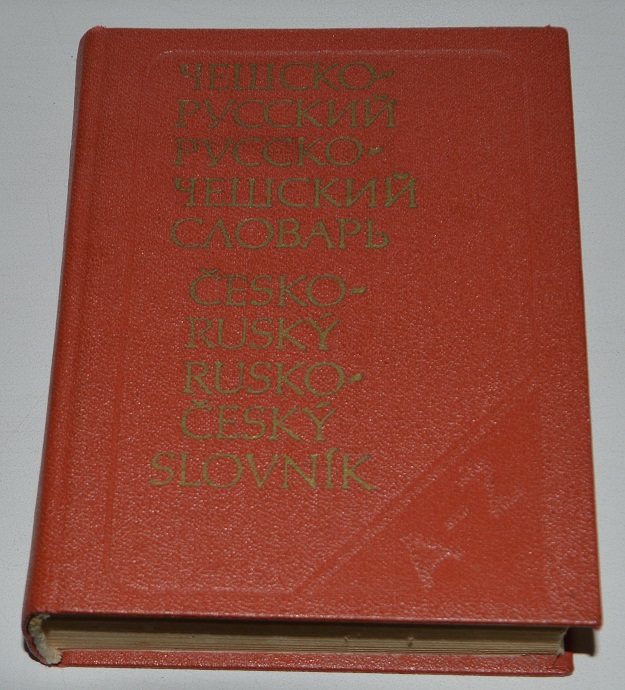 ЧЕШСКО-
РУССКИЙ
РУССКО-
ЧЕШСКИЙ
СЛОВАРЬ
ČESKO-
RUSKÝ
RUSKO-
ČESKÝ
SLOVNÍK
A-Z